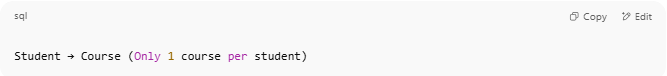 sql
Copy
Edit
Student → Course (Only 1 course per student)